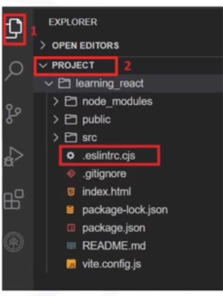 EXPLORER
1
OPEN EDITORS
PROJECT 2
learning_react
node_modules
public
src
.eslintrc.cjs
.gitignore
index.html
package-lock.json
package.json
README.md
vite.config.js